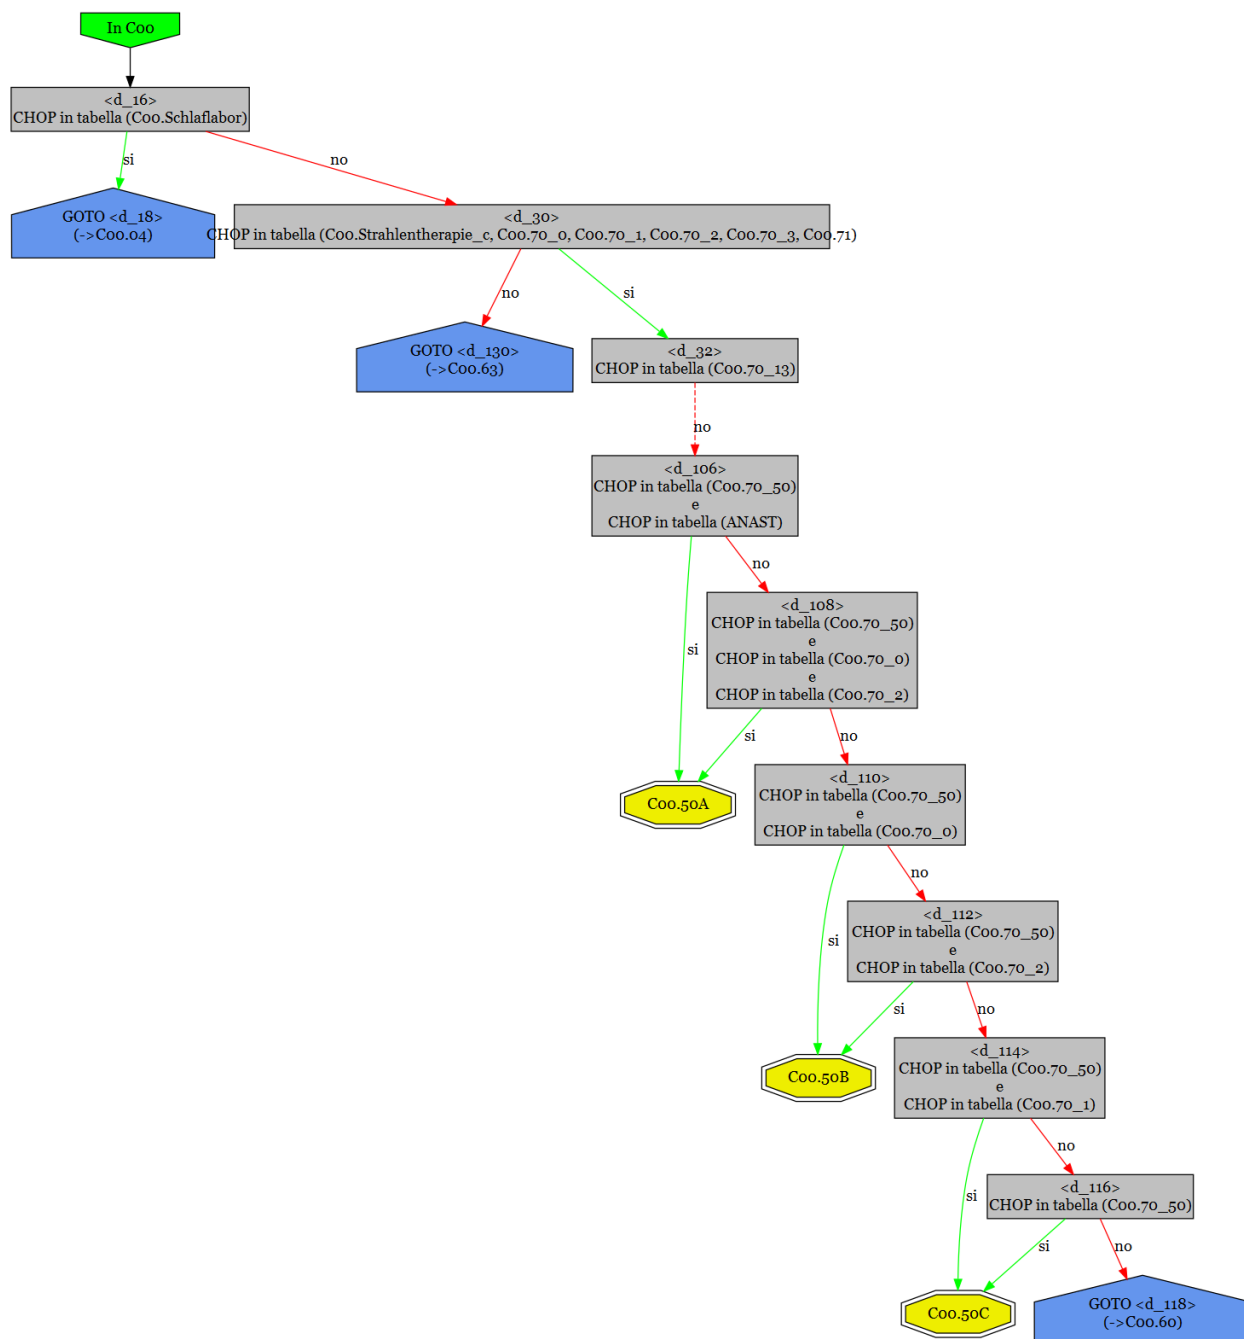 In C00
<d_16>
CHOP in tabella (C00.Schlaflabor)
si
no
GOTO <d_18>
(->C00.04)
<d_30>
CHOP in tabella (C00.Strahlentherapie_c, C00.70_0, C00.70_1, C00.70_2, C00.70_3, C00.71)
no
si
GOTO <d_130>
(->C00.63)
<d_32>
CHOP in tabella (C00.70_13)
no
<d_106>
CHOP in tabella (C00.70_50)
e
CHOP in tabella (ANAST)
no
si
<d_108>
CHOP in tabella (C00.70_50)
e
CHOP in tabella (C00.70_0)
e
CHOP in tabella (C00.70_2)
si
no
C00.50A
<d_110>
CHOP in tabella (C00.70_50)
e
CHOP in tabella (C00.70_0)
no
si
<d_112>
CHOP in tabella (C00.70_50)
e
CHOP in tabella (C00.70_2)
si
no
C00.50B
<d_114>
CHOP in tabella (C00.70_50)
e
CHOP in tabella (C00.70_1)
no
si
<d_116>
CHOP in tabella (C00.70_50)
si
no
C00.50C
GOTO <d_118>
(->C00.60)